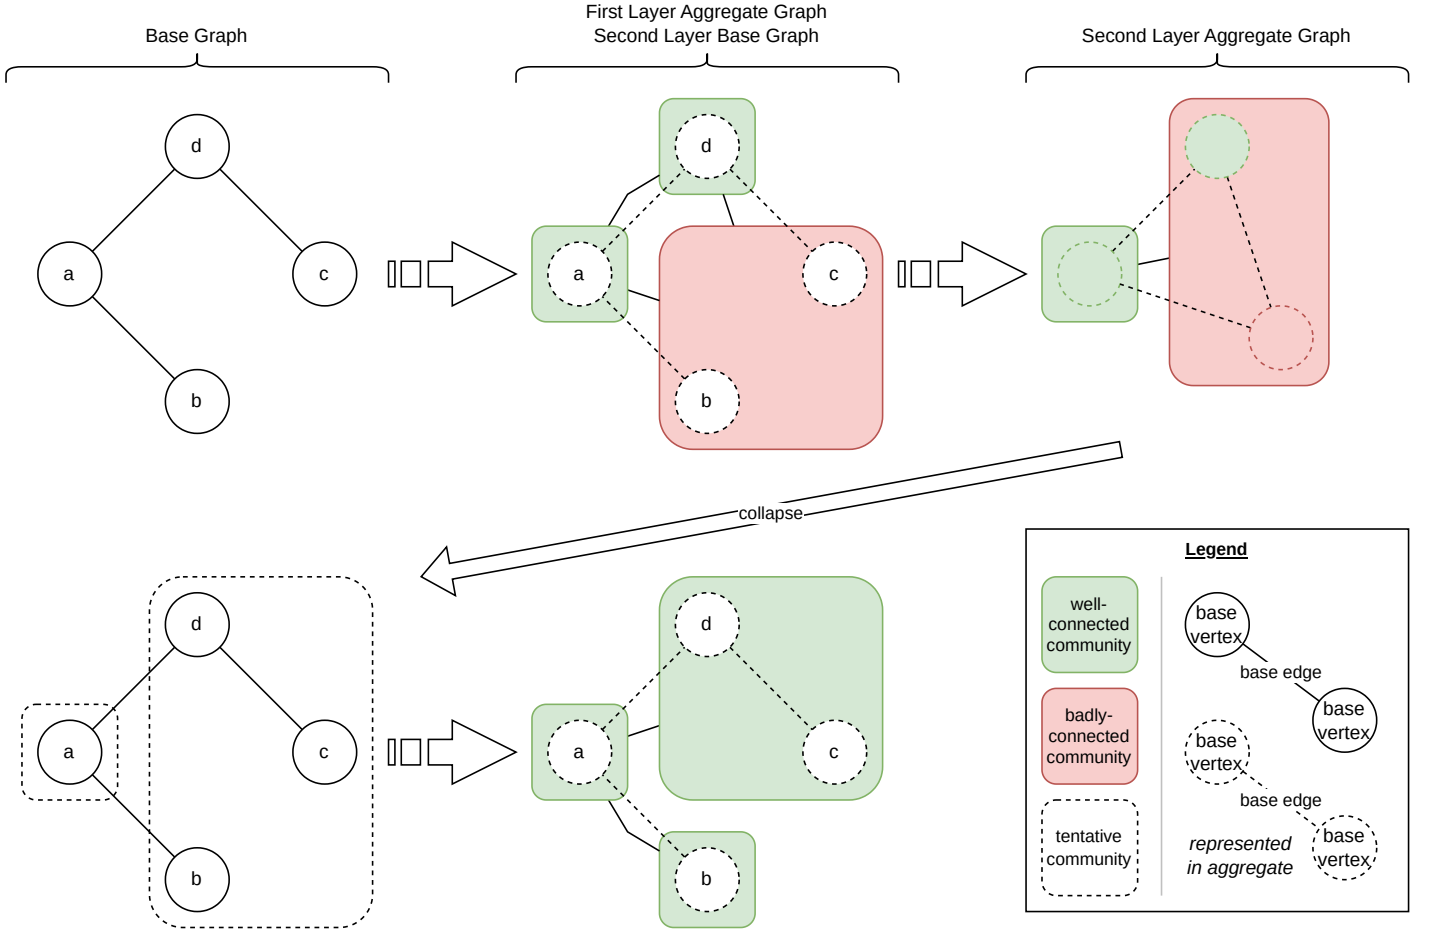 First Layer Aggregate Graph
Base Graph
Second Layer Base Graph
Second Layer Aggregate Graph
d
a
c
b
d
a
c
b
collapse
d
a
c
b
d
a
c
b
Legend
well-
connected
community
badly-
connected
community
tentative
community
base
vertex
base edge
base
vertex
base
vertex
base edge
base
vertex
represented
in aggregate